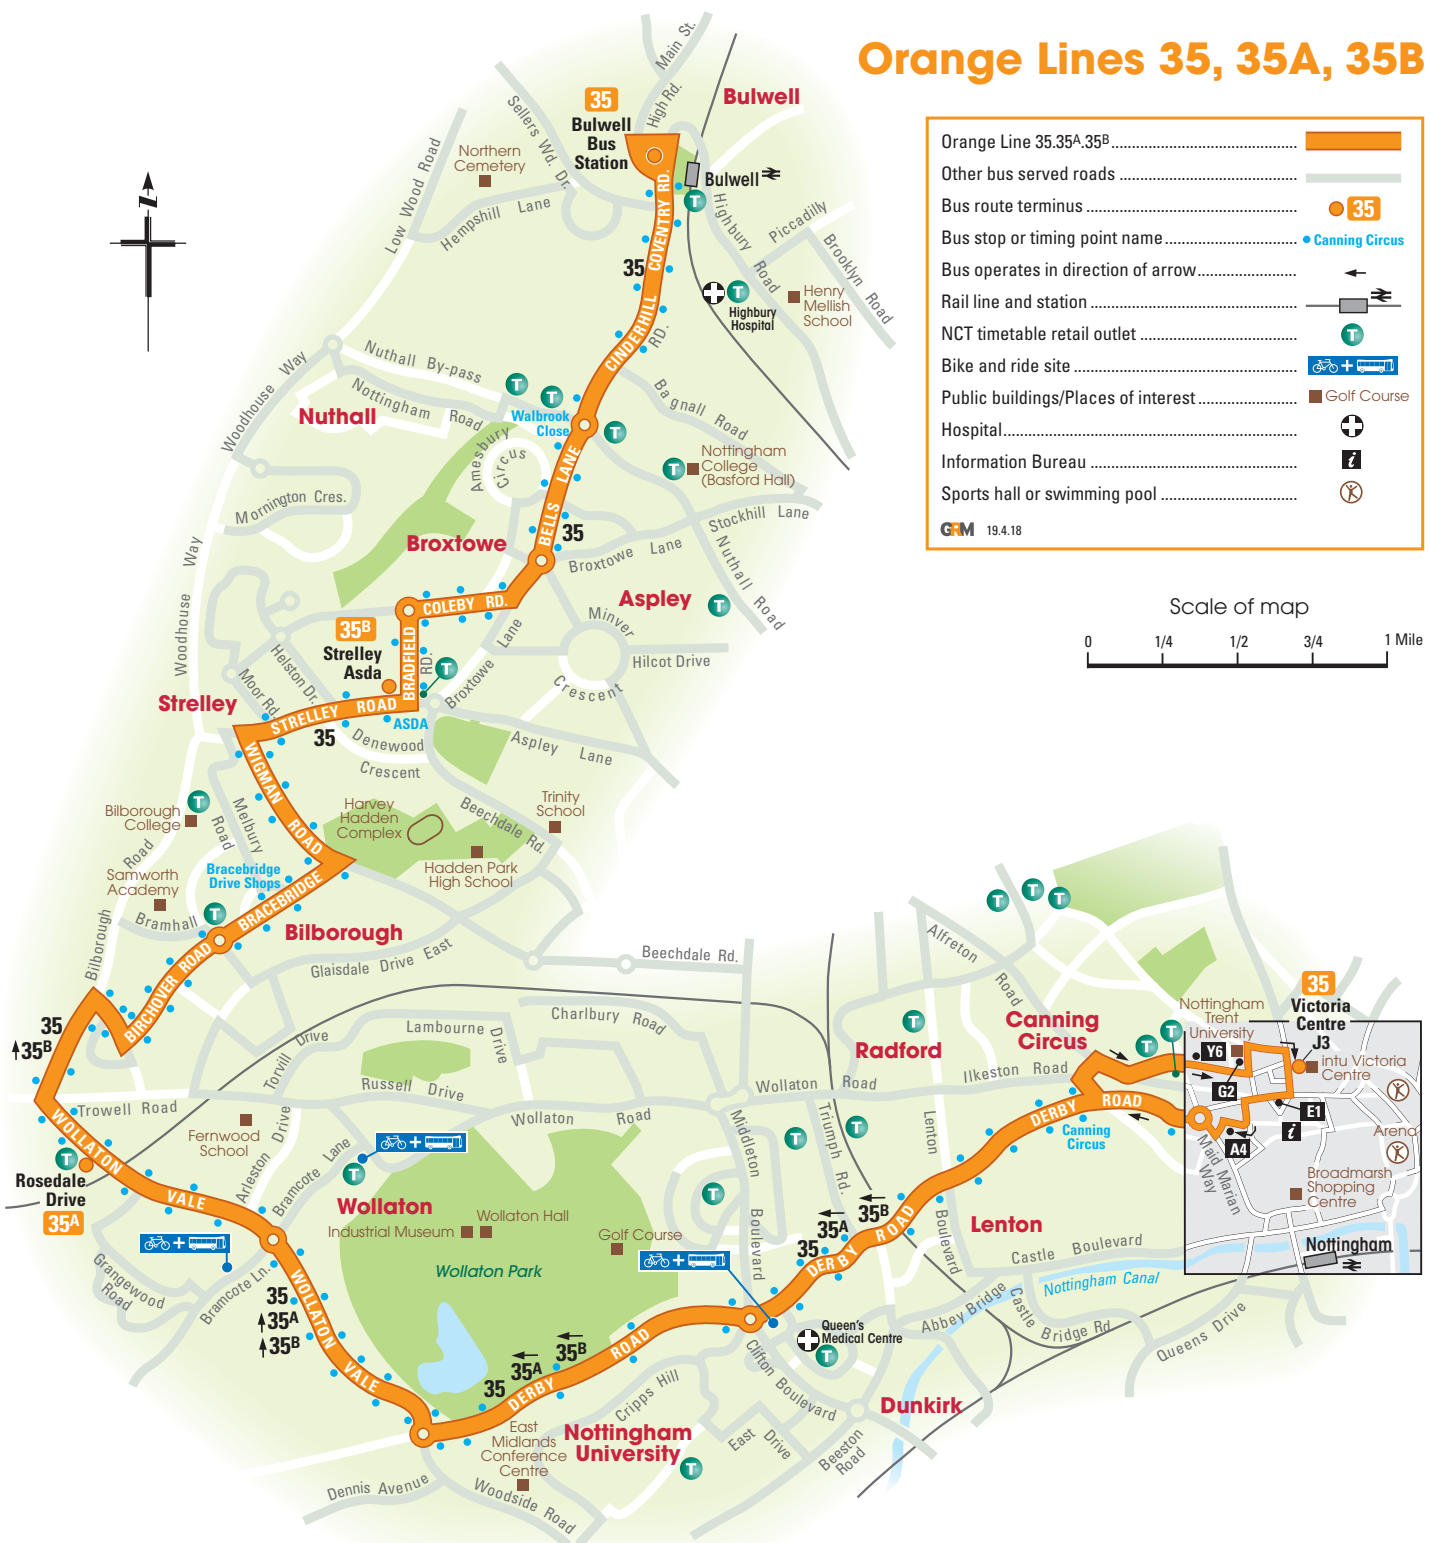 Orange Lines 35, 35A, 35B
Orange Line 35.35A.35B
Other bus served roads
Bus route terminus
35
Bus stop or timing point name
Canning Circus
Bus operates in direction of arrow
Rail line and station
NCT timetable retail outlet
T
Bike and ride site
Public buildings/Places of interest
Golf Course
Hospital
Information Bureau
i
Sports hall or swimming pool
GRM 19.4.18
Scale of map
0 1/4 1/2 3/4 1 Mile
N
Main St.
High Rd.
Bulwell
35
Bulwell
Bus
Station
Sellers Wd. Dr.
Northern
Cemetery
Low Wood Road
Hempshill Lane
Bulwell
T
COVENTRY RD.
Highbury Road
Piccadilly
Brooklyn Road
35
T
Highbury
Hospital
Henry
Mellish
School
CINDERHILL
RD.
Woodhouse Way
Nuthall By-pass
Nottingham Road
Nuthall
T
T
Walbrook
Close
T
Bagnall Road
Amesbury
Circus
T
Nottingham
College
(Basford Hall)
Mornington Cres.
BELLS LANE
35
Stockhill Lane
Broxtowe
Broxtowe Lane
Nuthall Road
Woodhouse Way
Aspley
T
COLEBY RD.
Minver
Crescent
Hilcot Drive
35B
Strelley
Asda
BRADFIELD
RD.
T
Broxtowe Lane
Helston Dr.
Moor Rd.
Strelley
STRELLEY ROAD
ASDA
35
Denewood
Crescent
Aspley Lane
WIGMAN ROAD
Melbury
Road
Bilborough
College
T
Harvey
Hadden
Complex
Trinity
School
Beechdale Rd.
Hadden Park
High School
Road
Samworth
Academy
Bracebridge
Drive Shops
T
BRACEBRIDGE
Bramhall
Bilborough
Bilborough
BIRCHOVER ROAD
Glaisdale Drive East
Beechdale Rd.
35
35B
Torvill Drive
Lambourne Drive
Charlbury Road
Russell Drive
Trowell Road
WOLLATON
VALE
Fernwood
School
Arleston Drive
Bramcote Lane
Wollaton Road
Wollaton Road
T
Rosedale
Drive
35A
Grangewood
Road
Bramcote Ln.
T
Wollaton
Industrial Museum
Wollaton Hall
Golf Course
Wollaton Park
WOLLATON
VALE
35
35A
35B
35
35A
35B
DERBY ROAD
East
Midlands
Conference
Centre
Nottingham
University
T
Dennis Avenue
Woodside Road
Cripps Hill
East Drive
Beeston
Road
Clifton Boulevard
Queen's
Medical Centre
T
Dunkirk
Abbey Bridge
Castle Bridge Rd
Queens Drive
Castle Boulevard
Nottingham Canal
Lenton
Lenton
Boulevard
Middleton
Boulevard
Triumph Rd.
T
T
T
35
35A
35B
DERBY ROAD
Radford
T
T
T
T
Alfreton
Road
Canning
Circus
Ilkeston Road
DERBY ROAD
Canning
Circus
T
T
Nottingham
Trent
University
35
Victoria
Centre
J3
Y6
G2
E1
i
A4
intu Victoria
Centre
Arena
Maid Marian
Way
Broadmarsh
Shopping
Centre
Nottingham